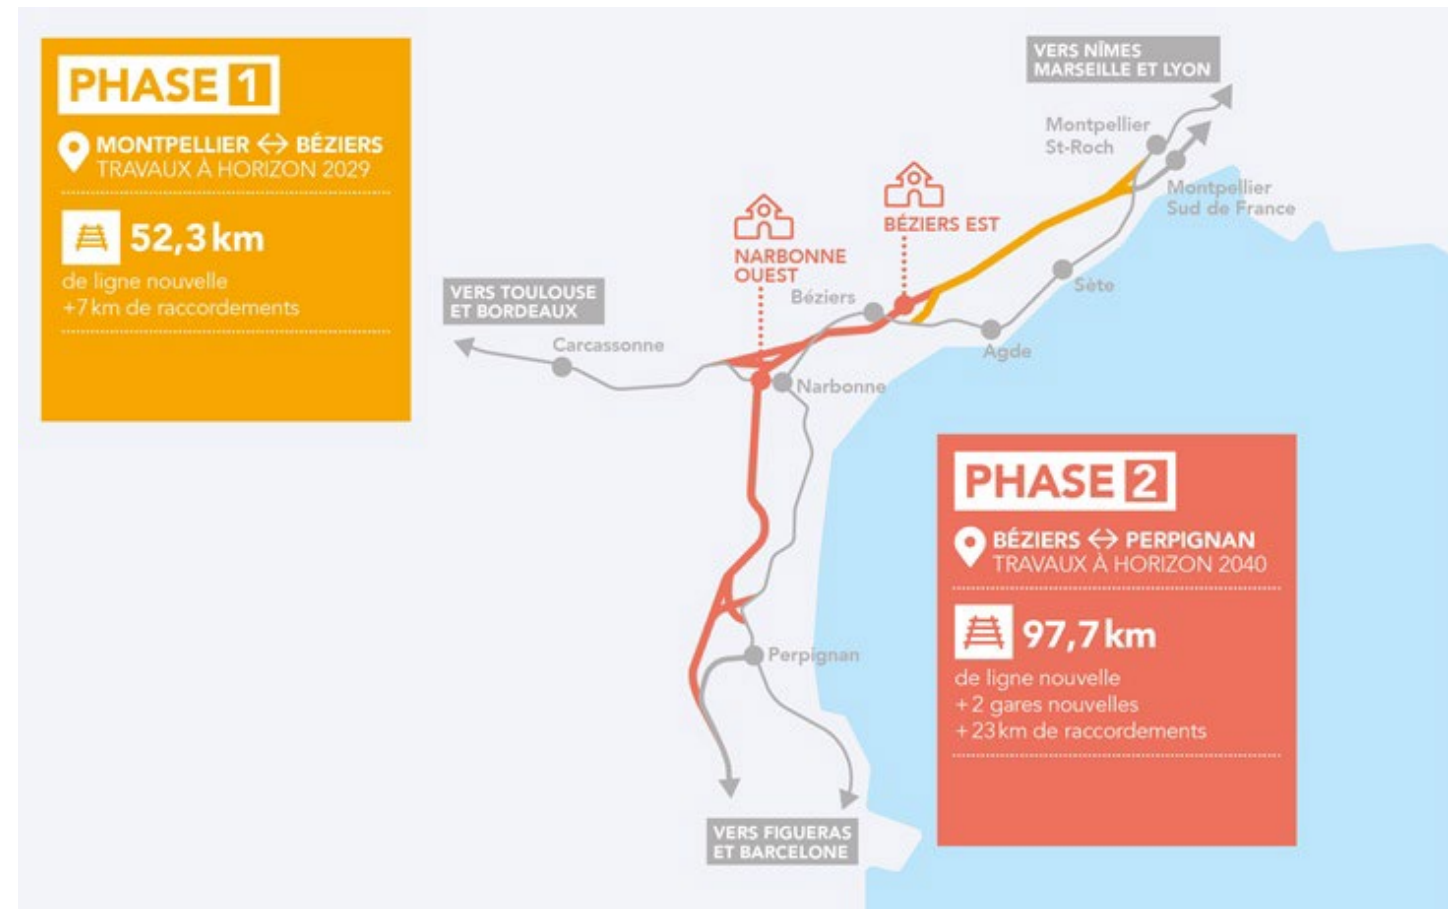 PHASE 1
MONTPELLIER ↔ BÉZIERS
TRAVAUX À HORIZON 2029
52,3 km
de ligne nouvelle
+7 km de raccordements
VERS NÎMES
MARSEILLE ET LYON
Montpellier
St-Roch
Montpellier
Sud de France
BÉZIERS EST
NARBONNE
OUEST
Sète
VERS TOULOUSE
ET BORDEAUX
Béziers
Carcassonne
Agde
Narbonne
PHASE 2
BÉZIERS ↔ PERPIGNAN
TRAVAUX À HORIZON 2040
97,7 km
de ligne nouvelle
+ 2 gares nouvelles
+ 23 km de raccordements
Perpignan
VERS FIGUERAS
ET BARCELONE